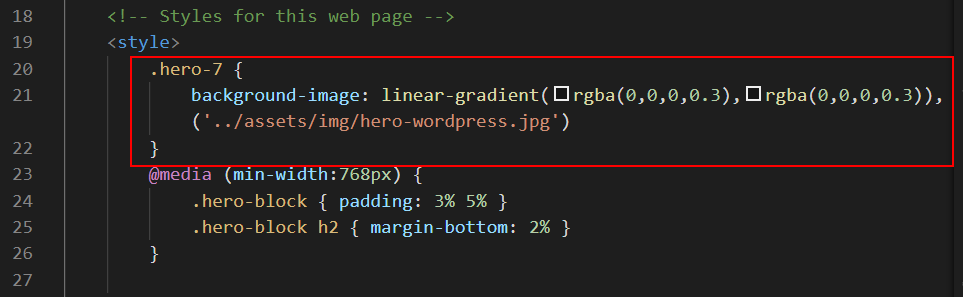 18 <!-- Styles for this web page -->
19 <style>
20 .hero-7 {
21 background-image: linear-gradient(rgba(0,0,0,0.3),rgba(0,0,0,0.3)),
('../assets/img/hero-wordpress.jpg')
22 }
23 @media (min-width:768px) {
24 .hero-block { padding: 3% 5% }
25 .hero-block h2 { margin-bottom: 2% }
26 }
27